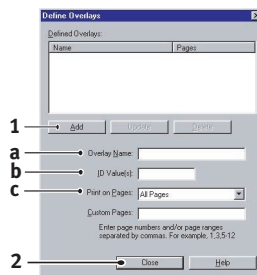 Define Overlays
Defined Overlays:
Name Pages
1 Add Update Delete
a Overlay Name:
b ID Value(s):
c Print on Pages: All Pages
Custom Pages:
Enter page numbers and/or page ranges
separated by commas. For example, 1,3,5-12
2 Close Help